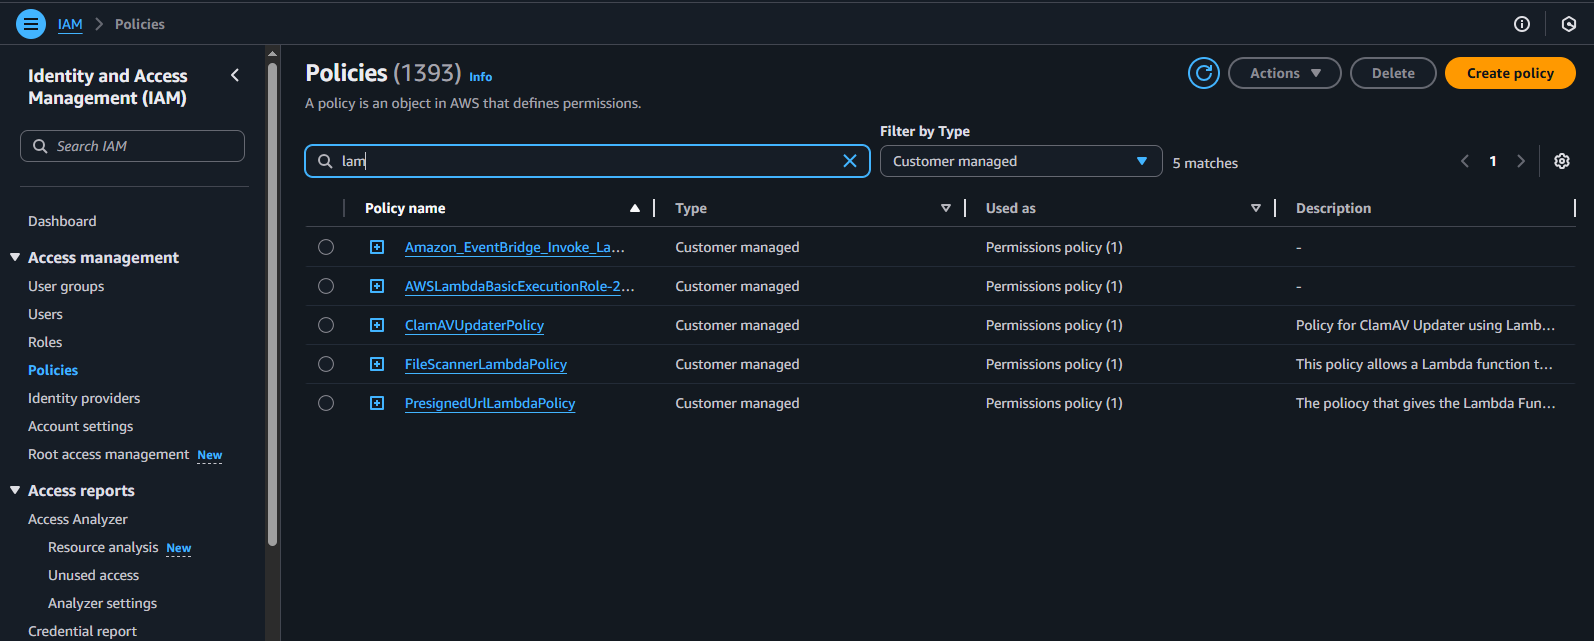 IAM > Policies
Identity and Access
Management (IAM)
Search IAM
Dashboard
Access management
User groups
Users
Roles
Policies
Identity providers
Account settings
Root access management New
Access reports
Access Analyzer
Resource analysis New
Unused access
Analyzer settings
Credential report
Policies (1393) Info
A policy is an object in AWS that defines permissions.
Actions
Delete
Create policy
Filter by Type
lam
Customer managed
5 matches
1
Policy name Type Used as Description
Amazon_EventBridge_Invoke_La... Customer managed Permissions policy (1) -
AWSLambdaBasicExecutionRole-2... Customer managed Permissions policy (1) -
ClamAVUpdaterPolicy Customer managed Permissions policy (1) Policy for ClamAV Updater using Lamb...
FileScannerLambdaPolicy Customer managed Permissions policy (1) This policy allows a Lambda function t...
PresignedUrlLambdaPolicy Customer managed Permissions policy (1) The poliocy that gives the Lambda Fun...